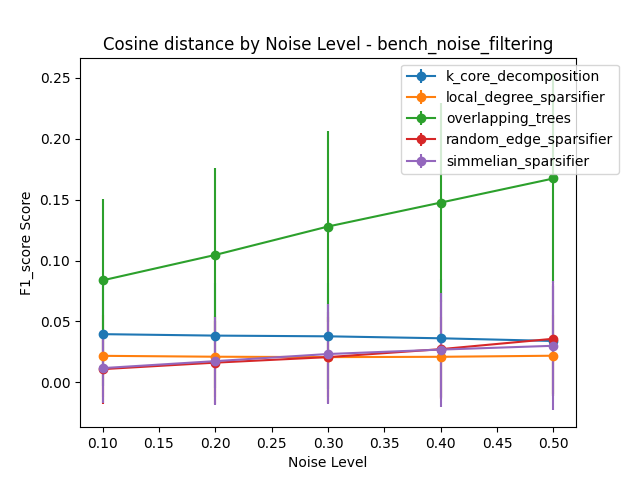 Cosine distance by Noise Level - bench_noise_filtering
k_core_decomposition
local_degree_sparsifier
overlapping_trees
random_edge_sparsifier
simmelian_sparsifier
F1_score Score
0.25
0.20
0.15
0.10
0.05
0.00
0.10 0.15 0.20 0.25 0.30 0.35 0.40 0.45 0.50
Noise Level